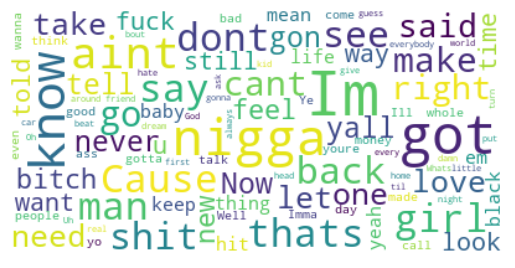 take
fuck
bad
mean
come
guess
wanna
bout
aint
dont
gon
see
said
time
think
still
way
everybody
world
hate
ask
kid
give
life
make
told
tell
say
cant
right
turn
even
know
go
baby
feel
Ye
Ill
whole
Im
around
friend
car
good
Oh
beat
dream
God
gonna
never
u
nigga
always
yall
youre
money
got
put
em
ass
gotta
talk
first
every
damn
bitch
Cause
Now
back
head
home
til
Whats
little
love
want
man
keep
new
thing
let
one
day
yeah
made
night
girl
black
people
Uh
Well
Imma
need
yo
real
shit
hit
thats
call
look